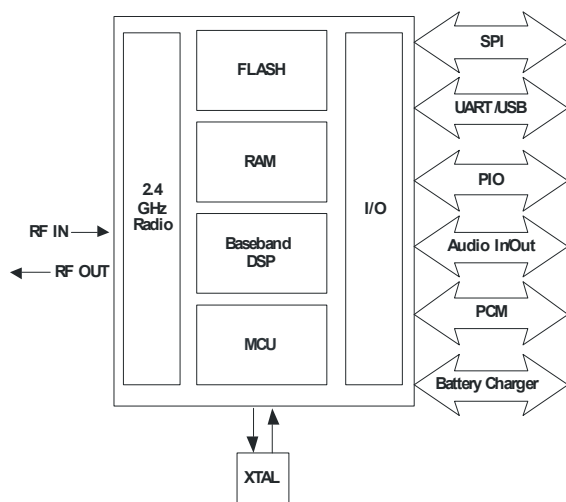 FLASH
RAM
Baseband
DSP
MCU
2.4
GHz
Radio
I/O
RF IN
RF OUT
XTAL
SPI
UART/USB
PIO
Audio In/Out
PCM
Battery Charger